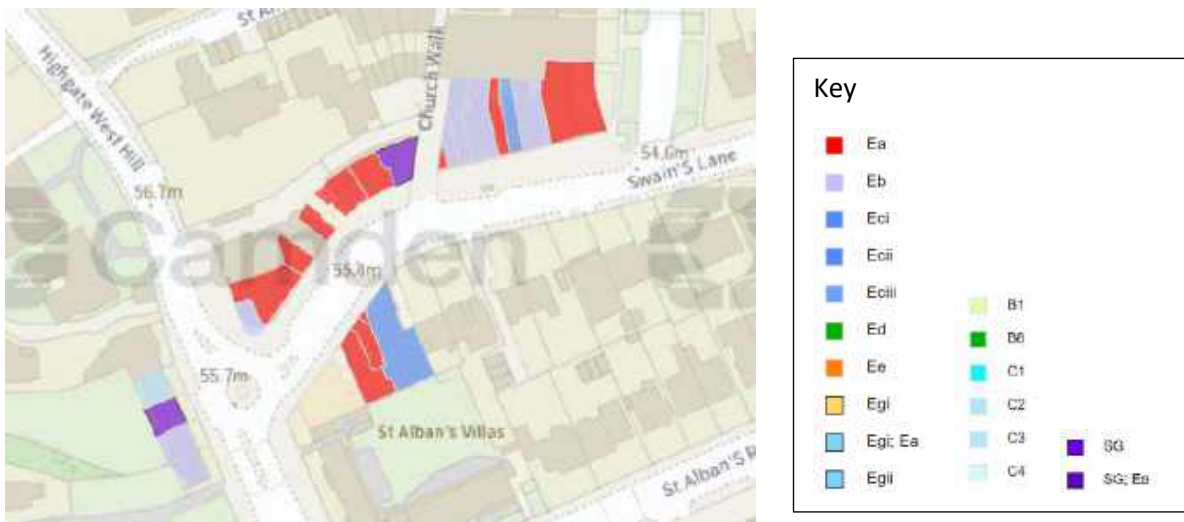 St A
Highgate West Hill
Church Walk
54.6m
Swain'S Lane
56.7m
Camden
55.4m
55.7m
St Alban's Villas
St Alban'S R
Key
Ea
Eb
Eci
Ecii
Eciii
Ed
Ee
Egi
Egi; Ea
Egii
B1
B8
C1
C2
C3
C4
SG
SG; Ea